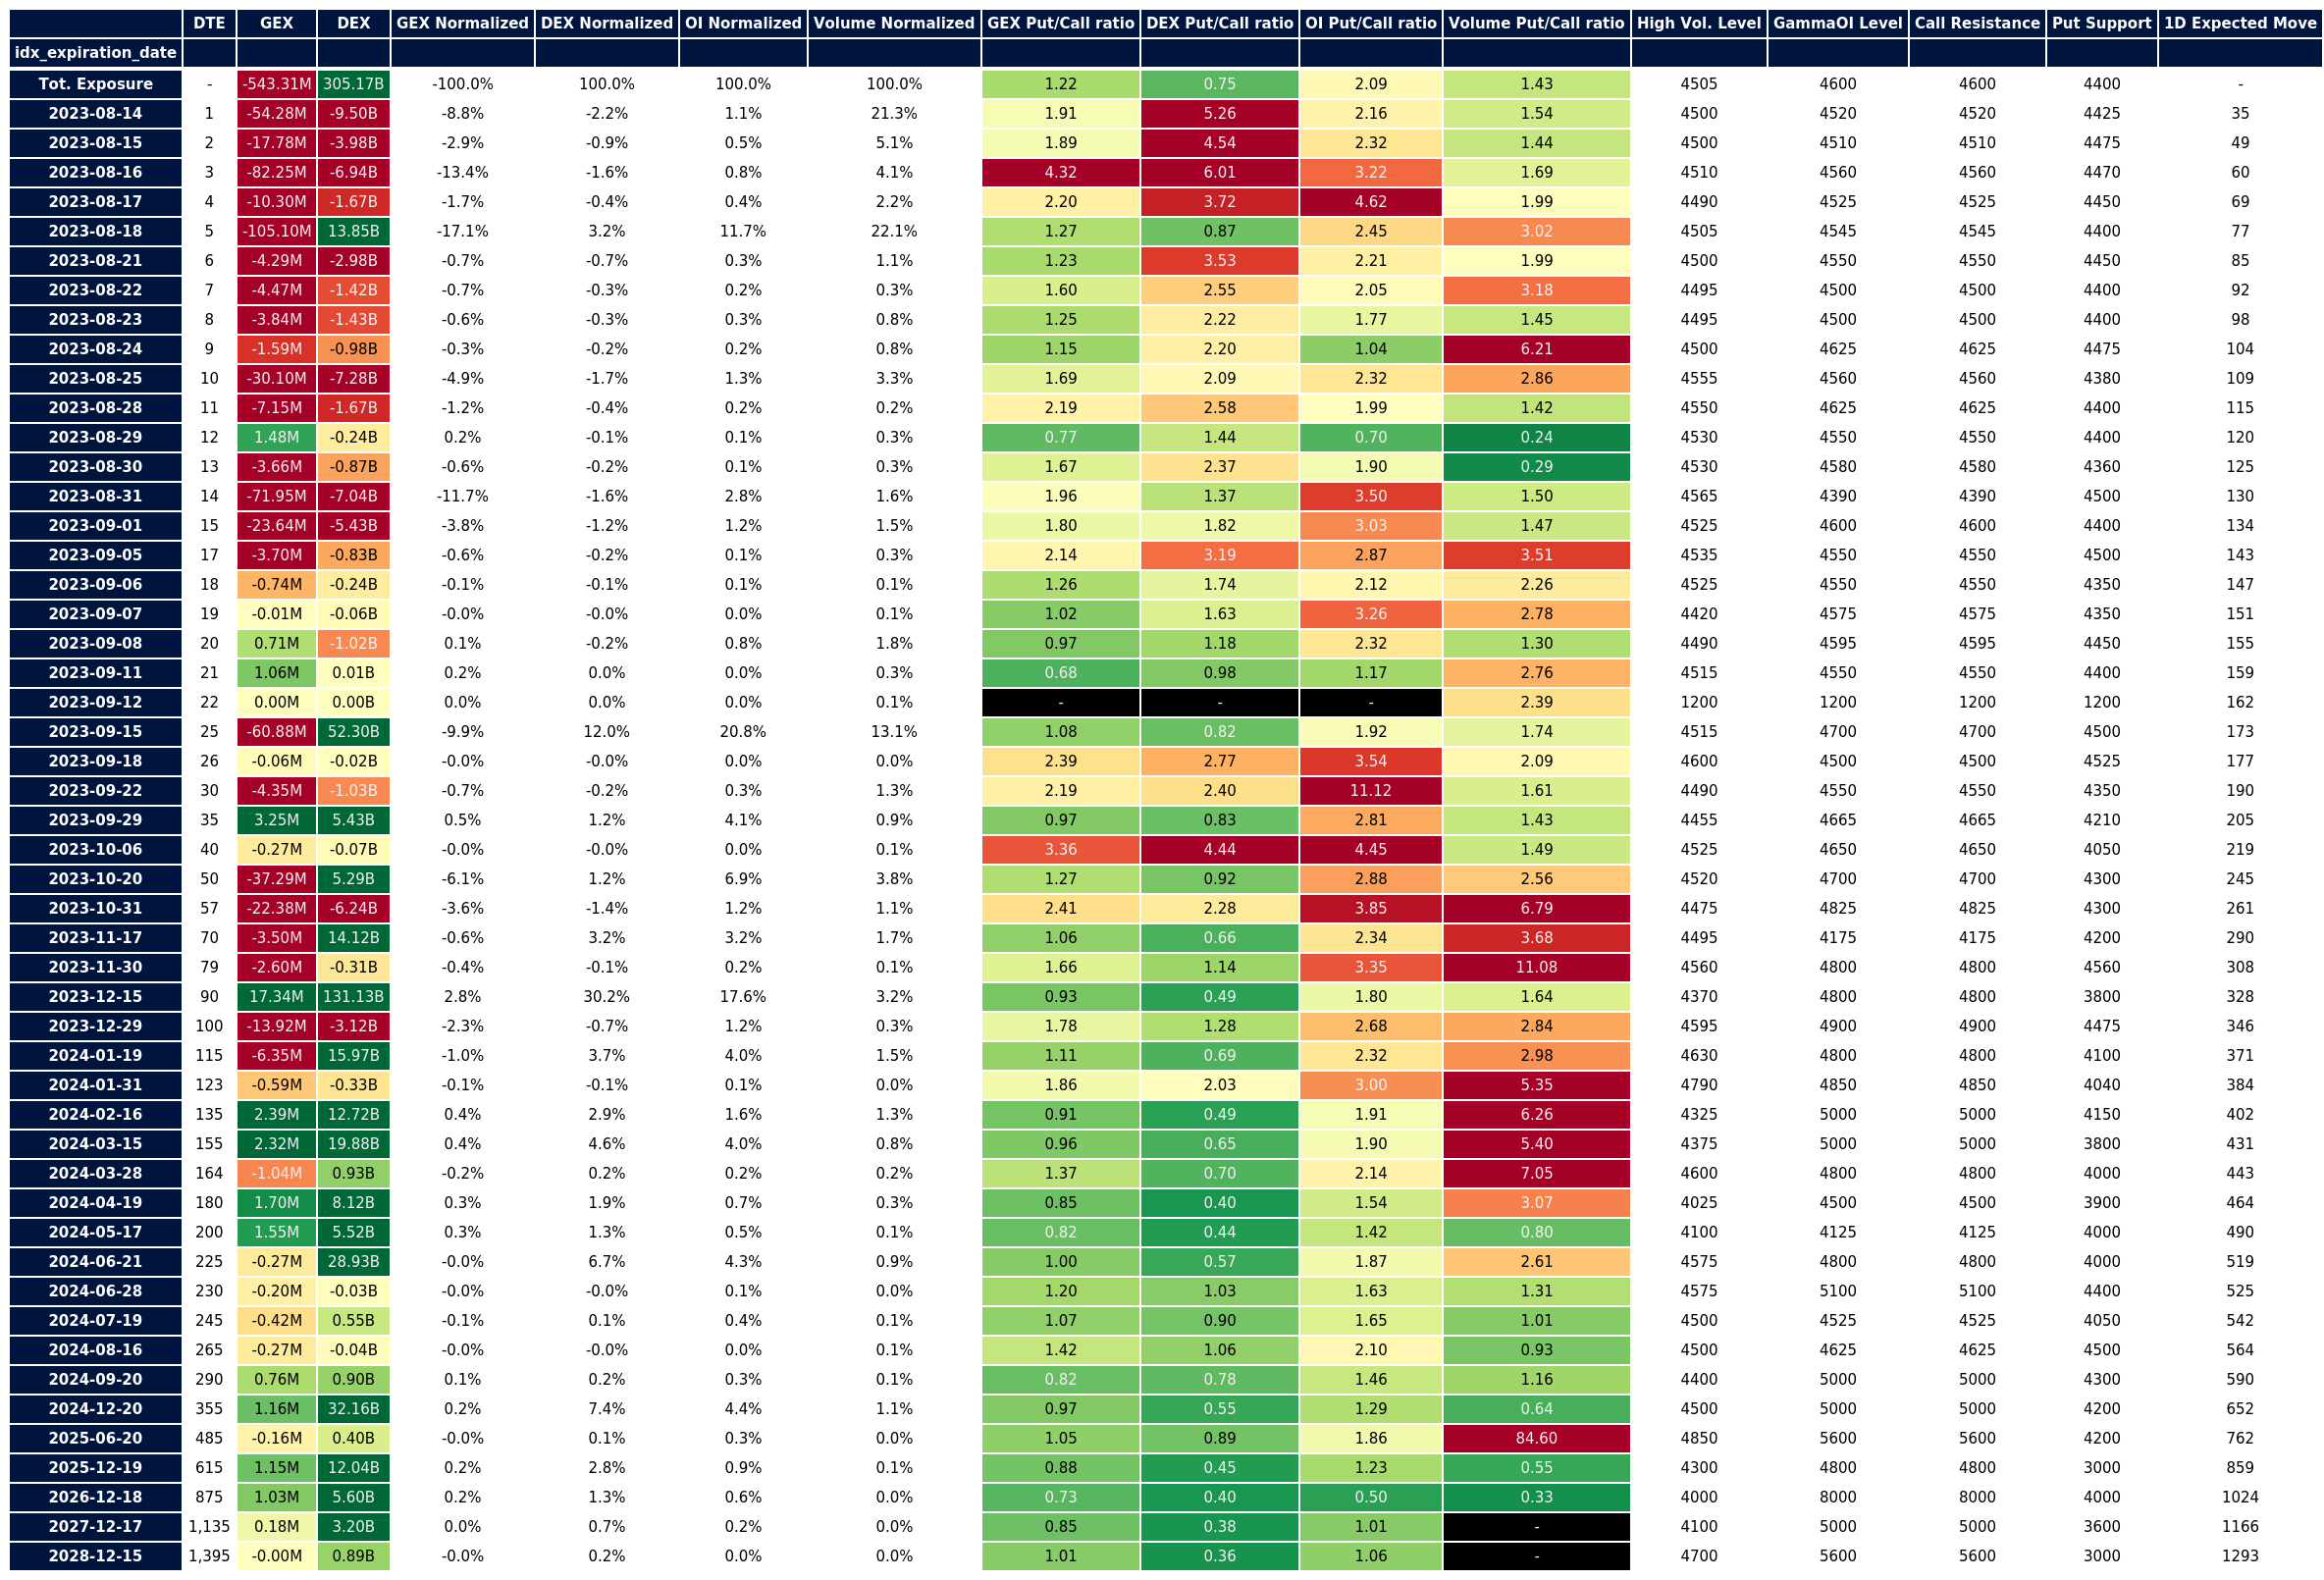 DTE GEX DEX GEX Normalized DEX Normalized OI Normalized Volume Normalized GEX Put/Call ratio DEX Put/Call ratio OI Put/Call ratio Volume Put/Call ratio High Vol. Level GammaOI Level Call Resistance Put Support 1D Expected Move
idx_expiration_date
Tot. Exposure - -543.31M 305.17B -100.0% 100.0% 100.0% 100.0% 1.22 0.75 2.09 1.43 4505 4600 4600 4400 -
2023-08-14 1 -54.28M -9.50B -8.8% -2.2% 1.1% 21.3% 1.91 5.26 2.16 1.54 4500 4520 4520 4425 35
2023-08-15 2 -17.78M -3.98B -2.9% -0.9% 0.5% 5.1% 1.89 4.54 2.32 1.44 4500 4510 4510 4475 49
2023-08-16 3 -82.25M -6.94B -13.4% -1.6% 0.8% 4.1% 4.32 6.01 3.22 1.69 4510 4560 4560 4470 60
2023-08-17 4 -10.30M -1.67B -1.7% -0.4% 0.4% 2.2% 2.20 3.72 4.62 1.99 4490 4525 4525 4450 69
2023-08-18 5 -105.10M 13.85B -17.1% 3.2% 11.7% 22.1% 1.27 0.87 2.45 3.02 4505 4545 4545 4400 77
2023-08-21 6 -4.29M -2.98B -0.7% -0.7% 0.3% 1.1% 1.23 3.53 2.21 1.99 4500 4550 4550 4450 85
2023-08-22 7 -4.47M -1.42B -0.7% -0.3% 0.2% 0.3% 1.60 2.55 2.05 3.18 4495 4500 4500 4400 92
2023-08-23 8 -3.84M -1.43B -0.6% -0.3% 0.3% 0.8% 1.25 2.22 1.77 1.45 4495 4500 4500 4400 98
2023-08-24 9 -1.59M -0.98B -0.3% -0.2% 0.2% 0.8% 1.15 2.20 1.04 6.21 4500 4625 4625 4475 104
2023-08-25 10 -30.10M -7.28B -4.9% -1.7% 1.3% 3.3% 1.69 2.09 2.32 2.86 4555 4560 4560 4380 109
2023-08-28 11 -7.15M -1.67B -1.2% -0.4% 0.2% 0.2% 2.19 2.58 1.99 1.42 4550 4625 4625 4400 115
2023-08-29 12 1.48M -0.24B 0.2% -0.1% 0.1% 0.3% 0.77 1.44 0.70 0.24 4530 4550 4550 4400 120
2023-08-30 13 -3.66M -0.87B -0.6% -0.2% 0.1% 0.3% 1.67 2.37 1.90 0.29 4530 4580 4580 4360 125
2023-08-31 14 -71.95M -7.04B -11.7% -1.6% 2.8% 1.6% 1.96 1.37 3.50 1.50 4565 4390 4390 4500 130
2023-09-01 15 -23.64M -5.43B -3.8% -1.2% 1.2% 1.5% 1.80 1.82 3.03 1.47 4525 4600 4600 4400 134
2023-09-05 17 -3.70M -0.83B -0.6% -0.2% 0.1% 0.3% 2.14 3.19 2.87 3.51 4535 4550 4550 4500 143
2023-09-06 18 -0.74M -0.24B -0.1% -0.1% 0.1% 0.1% 1.26 1.74 2.12 2.26 4525 4550 4550 4350 147
2023-09-07 19 -0.01M -0.06B -0.0% -0.0% 0.0% 0.1% 1.02 1.63 3.26 2.78 4420 4575 4575 4350 151
2023-09-08 20 0.71M -1.02B 0.1% -0.2% 0.8% 1.8% 0.97 1.18 2.32 1.30 4490 4595 4595 4450 155
2023-09-11 21 1.06M 0.01B 0.2% 0.0% 0.0% 0.3% 0.68 0.98 1.17 2.76 4515 4550 4550 4400 159
2023-09-12 22 0.00M 0.00B 0.0% 0.0% 0.0% 0.1% - - - 2.39 1200 1200 1200 1200 162
2023-09-15 25 -60.88M 52.30B -9.9% 12.0% 20.8% 13.1% 1.08 0.82 1.92 1.74 4515 4700 4700 4500 173
2023-09-18 26 -0.06M -0.02B -0.0% -0.0% 0.0% 0.0% 2.39 2.77 3.54 2.09 4600 4500 4500 4525 177
2023-09-22 30 -4.35M -1.03B -0.7% -0.2% 0.3% 1.3% 2.19 2.40 11.12 1.61 4490 4550 4550 4350 190
2023-09-29 35 3.25M 5.43B 0.5% 1.2% 4.1% 0.9% 0.97 0.83 2.81 1.43 4455 4665 4665 4210 205
2023-10-06 40 -0.27M -0.07B -0.0% -0.0% 0.0% 0.1% 3.36 4.44 4.45 1.49 4525 4650 4650 4050 219
2023-10-20 50 -37.29M 5.29B -6.1% 1.2% 6.9% 3.8% 1.27 0.92 2.88 2.56 4520 4700 4700 4300 245
2023-10-31 57 -22.38M -6.24B -3.6% -1.4% 1.2% 1.1% 2.41 2.28 3.85 6.79 4475 4825 4825 4300 261
2023-11-17 70 -3.50M 14.12B -0.6% 3.2% 3.2% 1.7% 1.06 0.66 2.34 3.68 4495 4175 4175 4200 290
2023-11-30 79 -2.60M -0.31B -0.4% -0.1% 0.2% 0.1% 1.66 1.14 3.35 11.08 4560 4800 4800 4560 308
2023-12-15 90 17.34M 131.13B 2.8% 30.2% 17.6% 3.2% 0.93 0.49 1.80 1.64 4370 4800 4800 3800 328
2023-12-29 100 -13.92M -3.12B -2.3% -0.7% 1.2% 0.3% 1.78 1.28 2.68 2.84 4595 4900 4900 4475 346
2024-01-19 115 -6.35M 15.97B -1.0% 3.7% 4.0% 1.5% 1.11 0.69 2.32 2.98 4630 4800 4800 4100 371
2024-01-31 123 -0.59M -0.33B -0.1% -0.1% 0.1% 0.0% 1.86 2.03 3.00 5.35 4790 4850 4850 4040 384
2024-02-16 135 2.39M 12.72B 0.4% 2.9% 1.6% 1.3% 0.91 0.49 1.91 6.26 4325 5000 5000 4150 402
2024-03-15 155 2.32M 19.88B 0.4% 4.6% 4.0% 0.8% 0.96 0.65 1.90 5.40 4375 5000 5000 3800 431
2024-03-28 164 -1.04M 0.93B -0.2% 0.2% 0.2% 0.2% 1.37 0.70 2.14 7.05 4600 4800 4800 4000 443
2024-04-19 180 1.70M 8.12B 0.3% 1.9% 0.7% 0.3% 0.85 0.40 1.54 3.07 4025 4500 4500 3900 464
2024-05-17 200 1.55M 5.52B 0.3% 1.3% 0.5% 0.1% 0.82 0.44 1.42 0.80 4100 4125 4125 4000 490
2024-06-21 225 -0.27M 28.93B -0.0% 6.7% 4.3% 0.9% 1.00 0.57 1.87 2.61 4575 4800 4800 4000 519
2024-06-28 230 -0.20M -0.03B -0.0% -0.0% 0.1% 0.0% 1.20 1.03 1.63 1.31 4575 5100 5100 4400 525
2024-07-19 245 -0.42M 0.55B -0.1% 0.1% 0.4% 0.1% 1.07 0.90 1.65 1.01 4500 4525 4525 4050 542
2024-08-16 265 -0.27M -0.04B -0.0% -0.0% 0.0% 0.1% 1.42 1.06 2.10 0.93 4500 4625 4625 4500 564
2024-09-20 290 0.76M 0.90B 0.1% 0.2% 0.3% 0.1% 0.82 0.78 1.46 1.16 4400 5000 5000 4300 590
2024-12-20 355 1.16M 32.16B 0.2% 7.4% 4.4% 1.1% 0.97 0.55 1.29 0.64 4500 5000 5000 4200 652
2025-06-20 485 -0.16M 0.40B -0.0% 0.1% 0.3% 0.0% 1.05 0.89 1.86 84.60 4850 5600 5600 4200 762
2025-12-19 615 1.15M 12.04B 0.2% 2.8% 0.9% 0.1% 0.88 0.45 1.23 0.55 4300 4800 4800 3000 859
2026-12-18 875 1.03M 5.60B 0.2% 1.3% 0.6% 0.0% 0.73 0.40 0.50 0.33 4000 8000 8000 4000 1024
2027-12-17 1,135 0.18M 3.20B 0.0% 0.7% 0.2% 0.0% 0.85 0.38 1.01 - 4100 5000 5000 3600 1166
2028-12-15 1,395 -0.00M 0.89B -0.0% 0.2% 0.0% 0.0% 1.01 0.36 1.06 - 4700 5600 5600 3000 1293